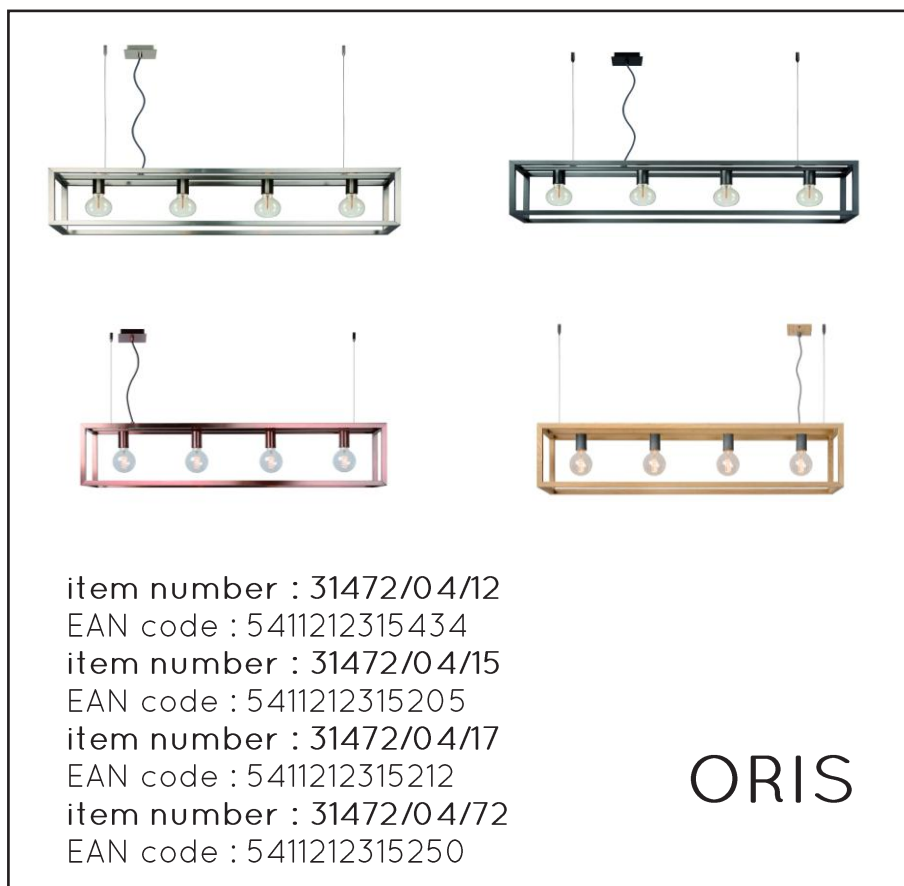 item number : 31472/04/12
EAN code : 5411212315434
item number : 31472/04/15
EAN code : 5411212315205
item number : 31472/04/17
EAN code : 5411212315212
item number : 31472/04/72
EAN code : 5411212315250
ORIS